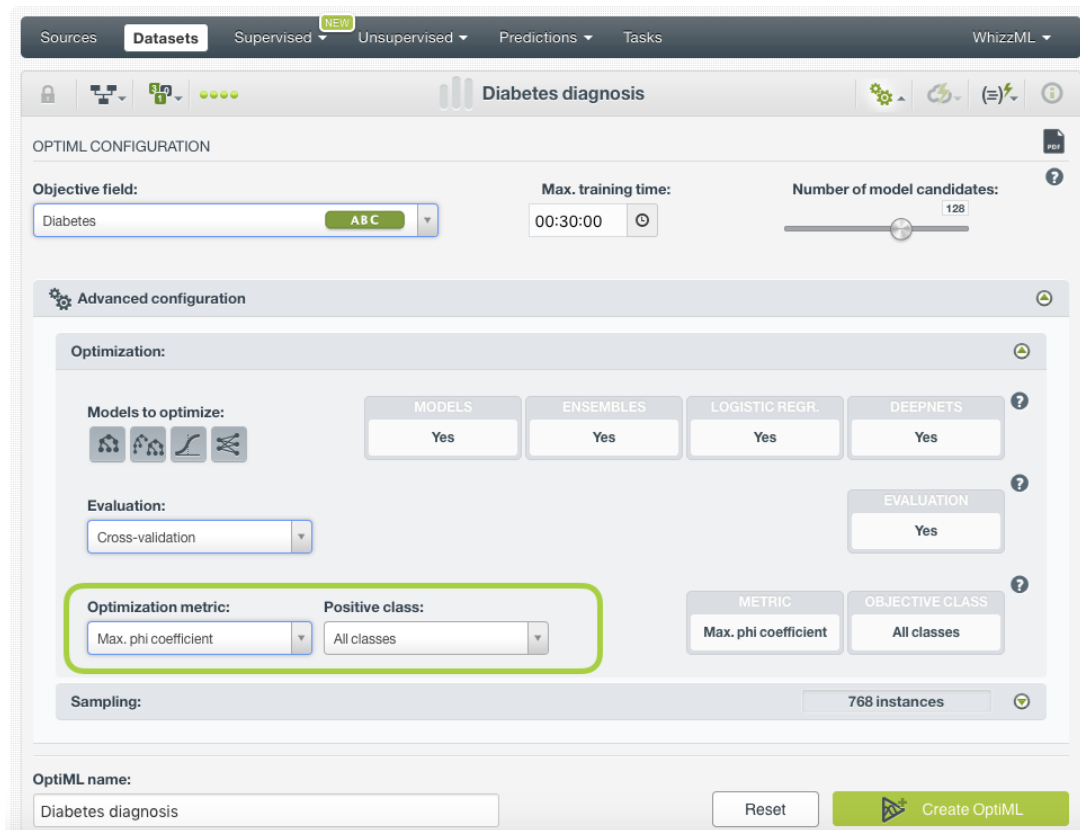 NEW
Sources Datasets Supervised Unsupervised Predictions Tasks WhizzML
Diabetes diagnosis
OPTIML CONFIGURATION
PDF
Objective field: Max. training time: Number of model candidates:
128
Diabetes ABC 00:30:00
Advanced configuration
Optimization:
MODELS ENSEMBLES LOGISTIC REGR. DEEPNETS
Models to optimize:
Yes Yes Yes Yes
EVALUATION
Evaluation:
Yes
Cross-validation
METRIC OBJECTIVE CLASS
Optimization metric: Positive class:
Max. phi coefficient All classes Max. phi coefficient All classes
Sampling: 768 instances
OptiML name:
Diabetes diagnosis Reset Create OptiML